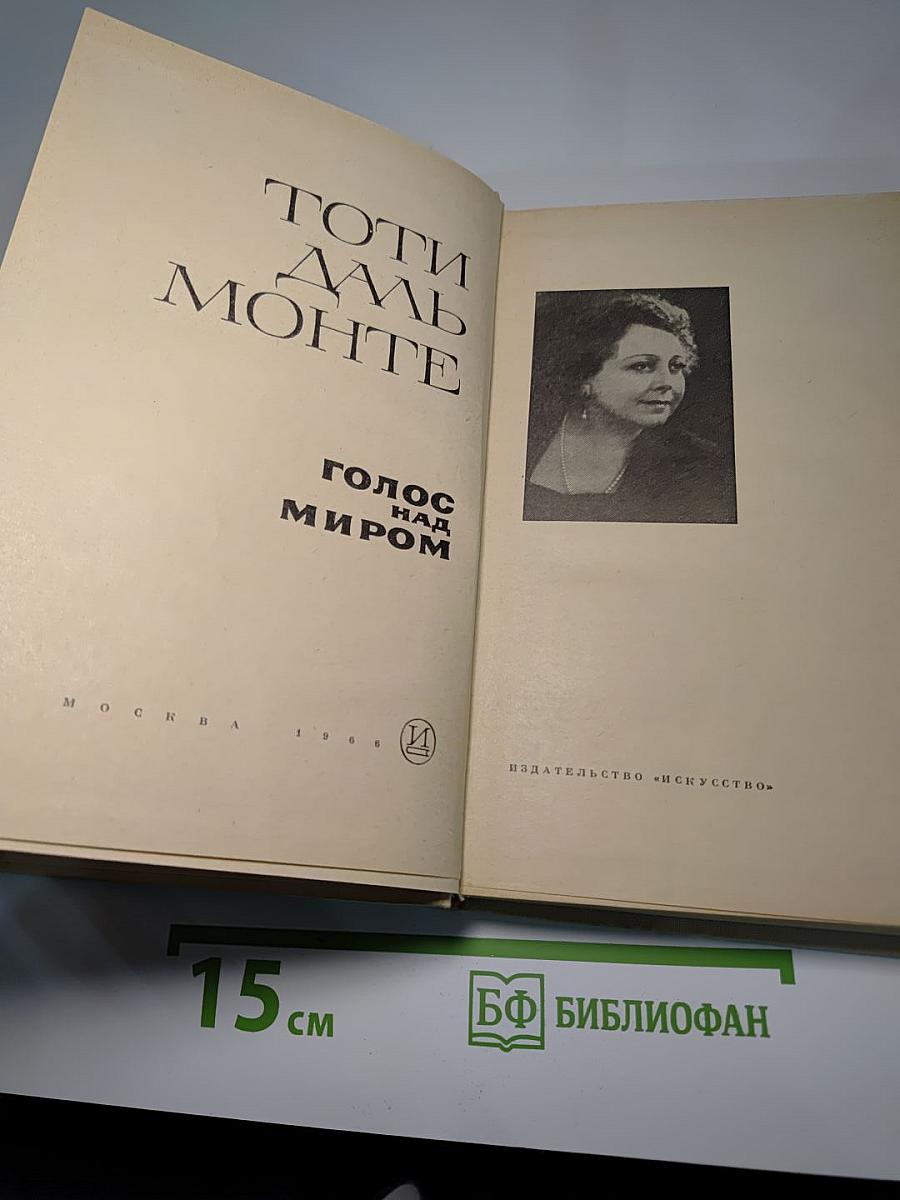 ТОТИ
ДАЛЬ
МОНТЕ
ГОЛОС
НАД
МИРОМ
МОСКВА 1966 И
ИЗДАТЕЛЬСТВО «ИСКУССТВО»
15 см
БФ БИБЛИОФАН